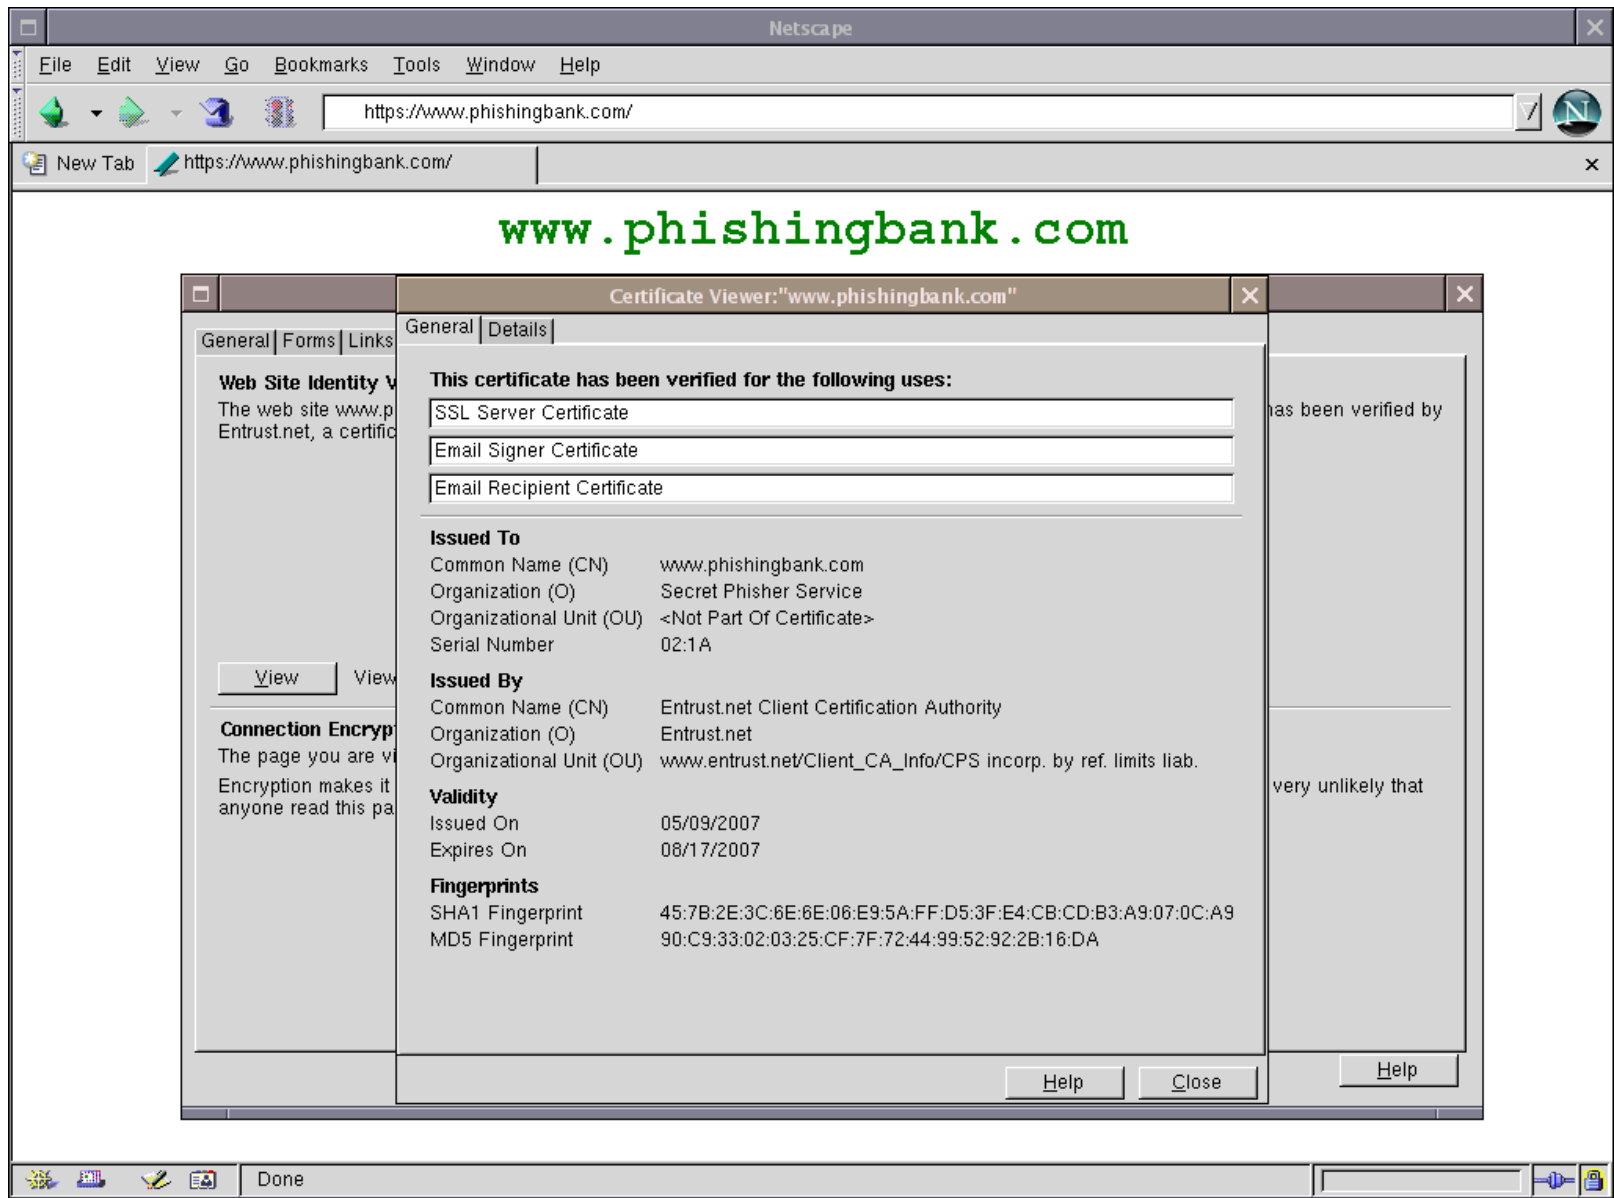 Netscape
File Edit View Go Bookmarks Tools Window Help
https://www.phishingbank.com/
N
New Tab https://www.phishingbank.com/
www.phishingbank.com
Certificate Viewer:"www.phishingbank.com"
General Forms Links
General Details
Web Site Identity V
The web site www.p
has been verified by
Entrust.net, a certific
This certificate has been verified for the following uses:
SSL Server Certificate
Email Signer Certificate
Email Recipient Certificate
Issued To
Common Name (CN) www.phishingbank.com
Organization (O) Secret Phisher Service
Organizational Unit (OU) <Not Part Of Certificate>
Serial Number 02:1A
View View
Issued By
Common Name (CN) Entrust.net Client Certification Authority
Organization (O) Entrust.net
Organizational Unit (OU) www.entrust.net/Client_CA_Info/CPS incorp. by ref. limits liab.
Connection Encryp
The page you are vi
Encryption makes it
very unlikely that
anyone read this pa
Validity
Issued On 05/09/2007
Expires On 08/17/2007
Fingerprints
SHA1 Fingerprint 45:7B:2E:3C:6E:6E:06:E9:5A:FF:D5:3F:E4:CB:CD:B3:A9:07:0C:A9
MD5 Fingerprint 90:C9:33:02:03:25:CF:7F:72:44:99:52:92:2B:16:DA
Help Close
Help
Done